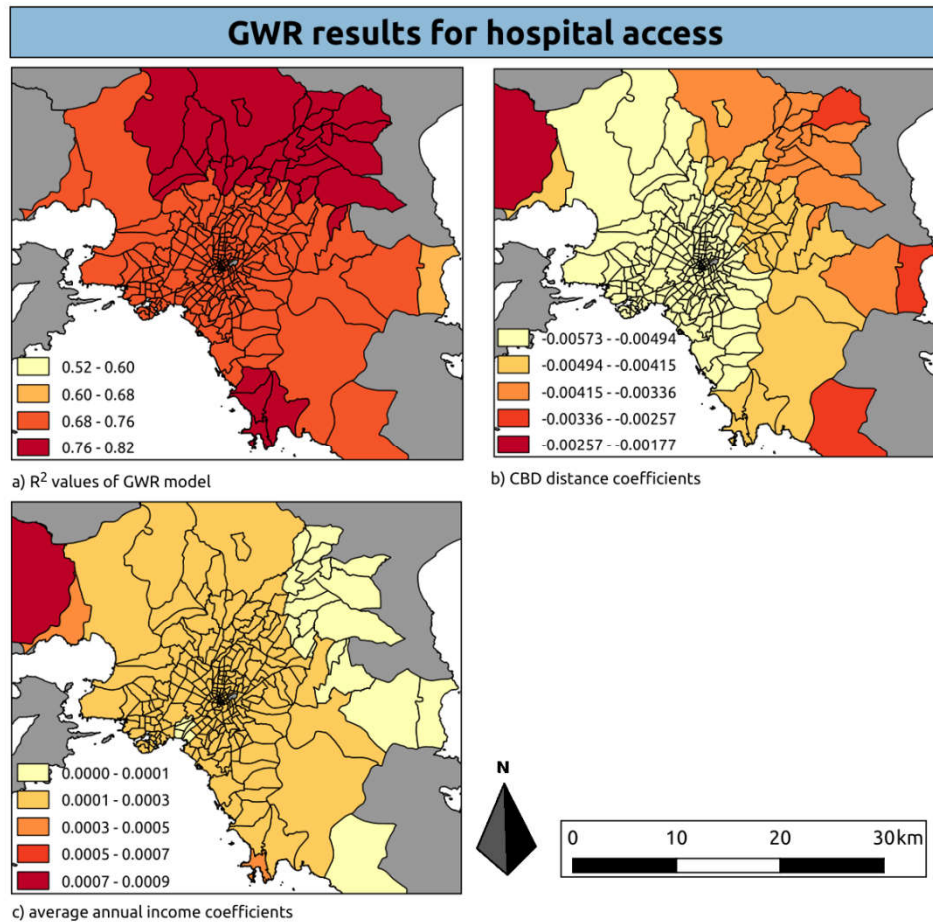 GWR results for hospital access
0.52 - 0.60
0.60 - 0.68
0.68 - 0.76
0.76 - 0.82
a) R² values of GWR model
-0.00573 - -0.00494
-0.00494 - -0.00415
-0.00415 - -0.00336
-0.00336 - -0.00257
-0.00257 - -0.00177
b) CBD distance coefficients
0.0000 - 0.0001
0.0001 - 0.0003
0.0003 - 0.0005
0.0005 - 0.0007
0.0007 - 0.0009
c) average annual income coefficients
N
0 10 20 30 km